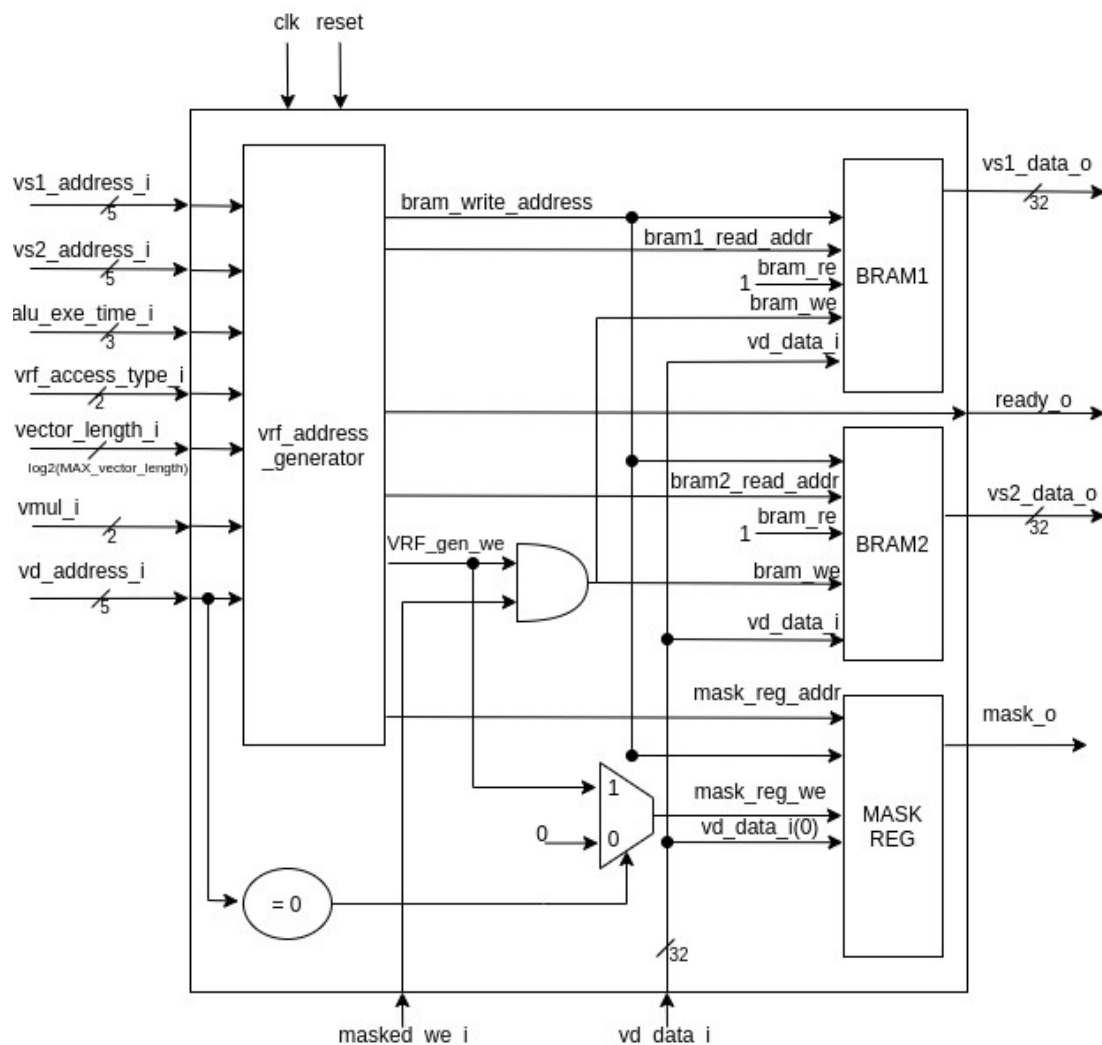 clk reset
vs1_address_i
5
vs2_address_i
5
alu_exe_time_i
3
vrf_access_type_i
2
vector_length_i
log2(MAX_vector_length)
vmul_i
2
vd_address_i
5
vrf_address
_generator
bram_write_address
bram1_read_addr
bram_re
1
bram_we
vd_data_i
BRAM1
vs1_data_o
32
ready_o
bram2_read_addr
bram_re
1
bram_we
vd_data_i
BRAM2
vs2_data_o
32
VRF_gen_we
mask_reg_addr
mask_reg_we
vd_data_i(0)
MASK
REG
mask_o
1
0
0
= 0
32
masked_we_i
vd_data_i